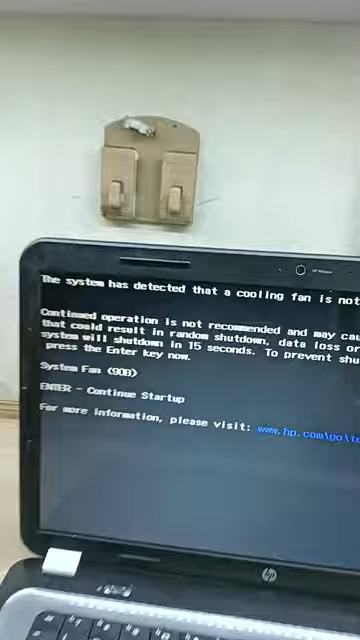 The system has detected that a cooling fan is not
Continued operation is not recommended and may cau
that could result in random shutdown, data loss or
system will shutdown in 15 seconds. To prevent shu
press the Enter key now.
System Fan (90B)
ENTER - Continue Startup
For more information, please visit: www.hp.com/go/te
hp